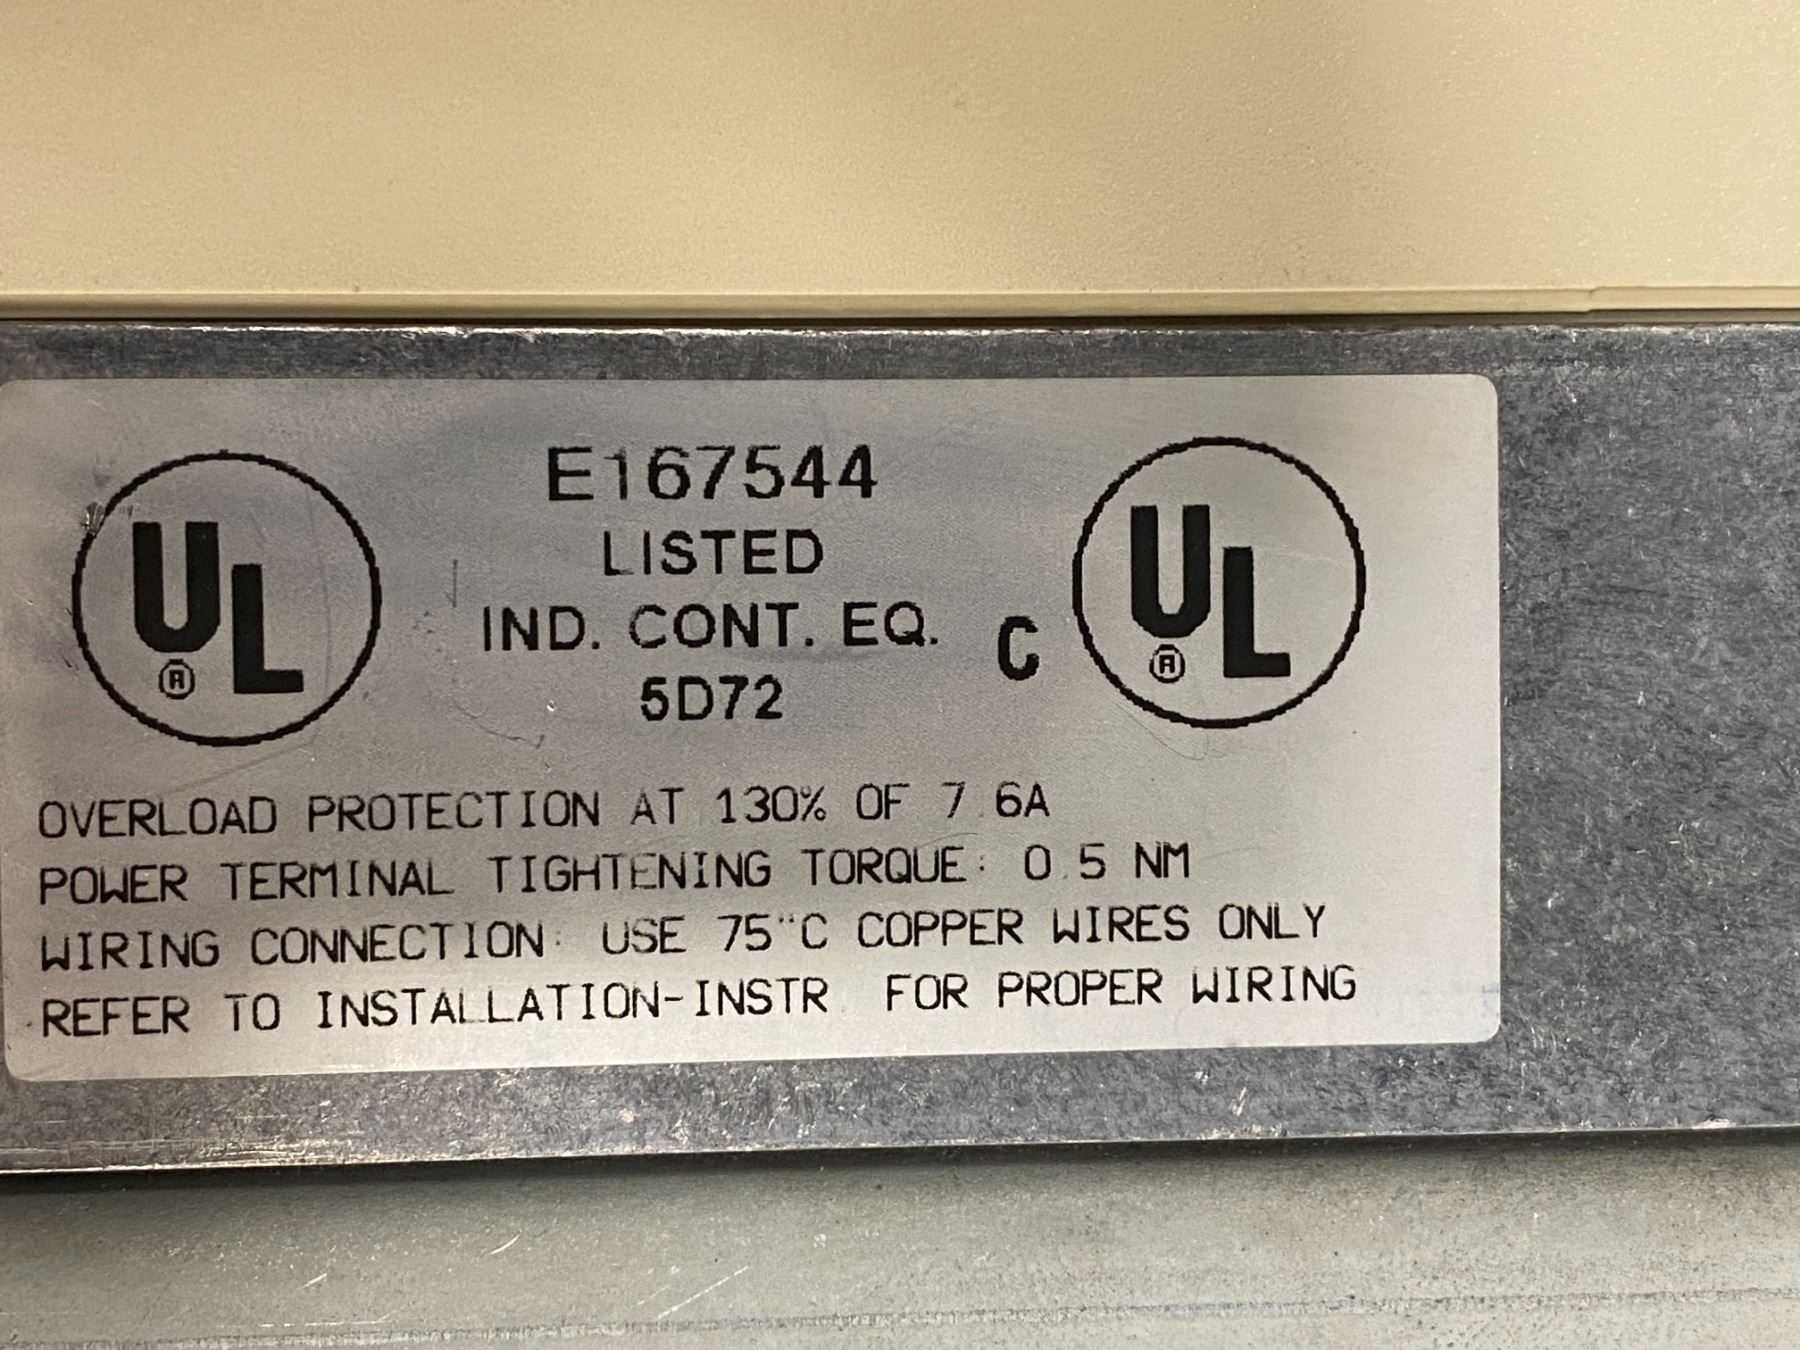 E167544
LISTED
IND. CONT. EQ.
5D72
UL
®
C UL
®
OVERLOAD PROTECTION AT 130% OF 7.6A
POWER TERMINAL TIGHTENING TORQUE: 0.5 NM
WIRING CONNECTION: USE 75"C COPPER WIRES ONLY
REFER TO INSTALLATION-INSTR. FOR PROPER WIRING